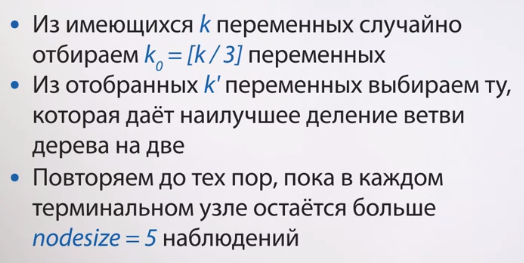 • Из имеющихся k переменных случайно
отбираем k₀ = [k / 3] переменных
• Из отобранных k' переменных выбираем ту,
которая даёт наилучшее деление ветви
дерева на две
• Повторяем до тех пор, пока в каждом
терминальном узле остаётся больше
nodesize = 5 наблюдений